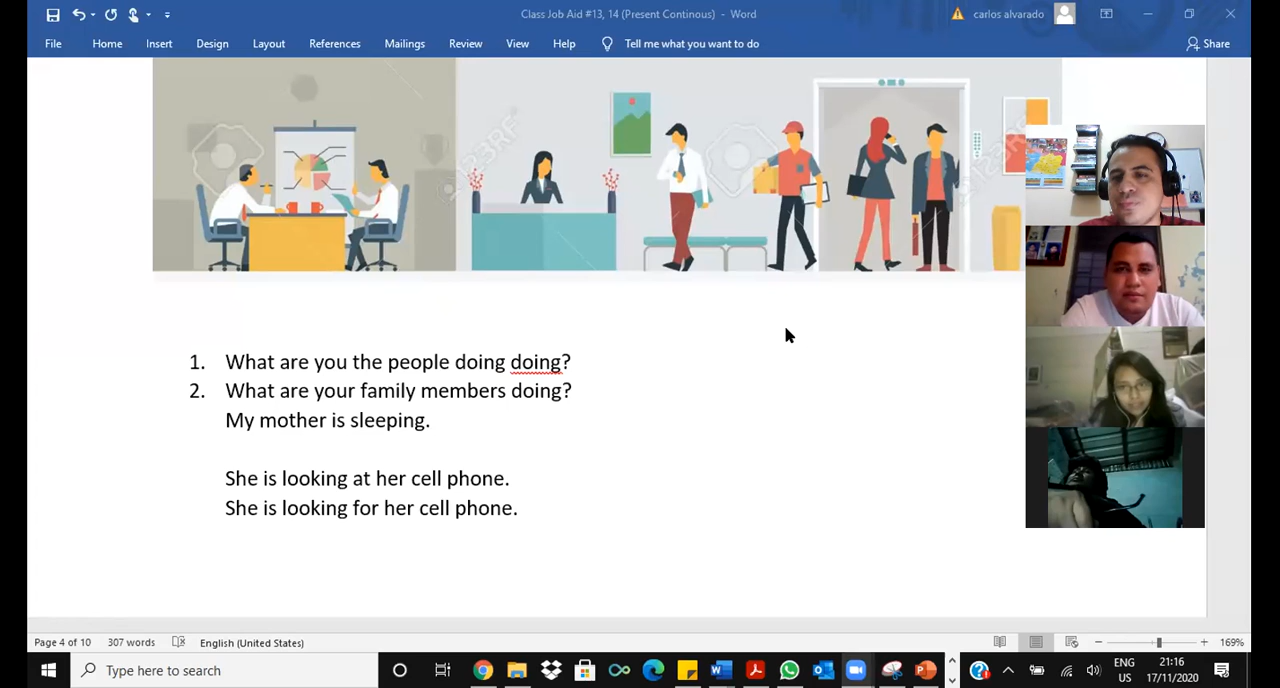 Class Job Aid #13, 14 (Present Continous) - Word
carlos alvarado
File Home Insert Design Layout References Mailings Review View Help Tell me what you want to do Share
123RF
1. What are you the people doing doing?
2. What are your family members doing?
My mother is sleeping.
She is looking at her cell phone.
She is looking for her cell phone.
Page 4 of 10 307 words English (United States) 169%
Type here to search
ENG 21:16
US 17/11/2020